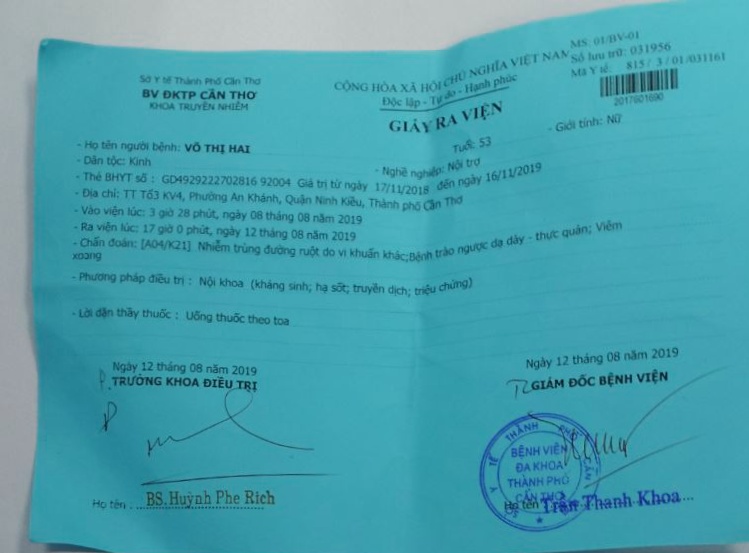 Sở Y tế Thành Phố Cần Thơ
BV ĐKTP CẦN THƠ
KHOA TRUYỀN NHIỄM
CỘNG HÒA XÃ HỘI CHỦ NGHĨA VIỆT NAM
Độc lập - Tự do - Hạnh phúc
MS: 01/BV-01
Số lưu trữ: 031956
Mã Y tế: 815/ 3 / 01/031161
2017601690
GIẤY RA VIỆN
- Họ tên người bệnh: VÕ THỊ HAI
Tuổi: 53
- Giới tính: Nữ
- Dân tộc: Kinh
- Nghề nghiệp: Nội trợ
- Thẻ BHYT số : GD4929222702816 92004 Giá trị từ ngày 17/11/2018 đến ngày 16/11/2019
- Địa chỉ: TT Tổ3 KV4, Phường An Khánh, Quận Ninh Kiều, Thành phố Cần Thơ
- Vào viện lúc: 3 giờ 28 phút, ngày 08 tháng 08 năm 2019
- Ra viện lúc: 17 giờ 0 phút, ngày 12 tháng 08 năm 2019
- Chẩn đoán: [A04/K21] Nhiễm trùng đường ruột do vi khuẩn khác;Bệnh trào ngược dạ dày - thực quản; Viêm
xoang
- Phương pháp điều trị : Nội khoa (kháng sinh; hạ sốt; truyền dịch; triệu chứng)
- Lời dặn thầy thuốc : Uống thuốc theo toa
Ngày 12 tháng 08 năm 2019
TRƯỞNG KHOA ĐIỀU TRỊ
Họ tên : BS.Huỳnh Phe Rich
Ngày 12 tháng 08 năm 2019
GIÁM ĐỐC BỆNH VIỆN
SỞ Y TẾ THÀNH PHỐ CẦN THƠ
BỆNH VIỆN
ĐA KHOA
THÀNH PHỐ
CẦN THƠ
Họ tên Trần Thanh Khoa